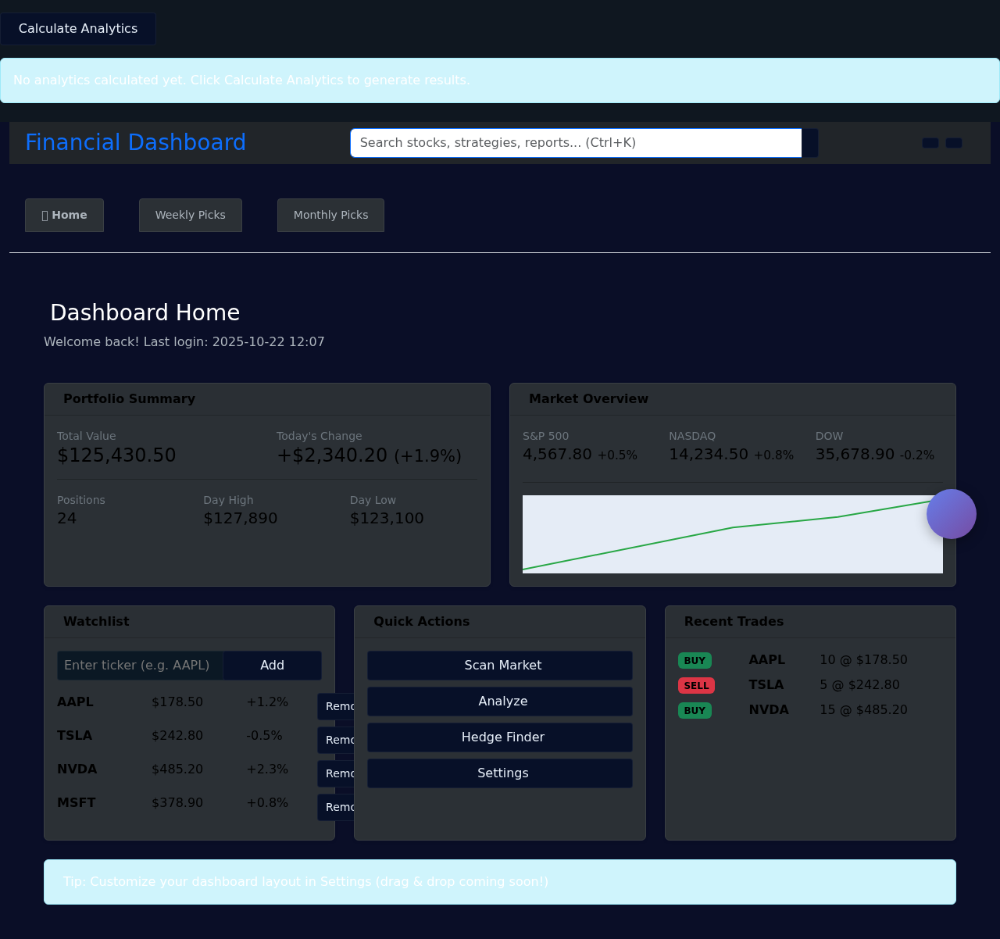 Calculate Analytics
No analytics calculated yet. Click Calculate Analytics to generate results.
Financial Dashboard
Search stocks, strategies, reports... (Ctrl+K)
Home
Weekly Picks
Monthly Picks
Dashboard Home
Welcome back! Last login: 2025-10-22 12:07
Portfolio Summary
Total Value
Today's Change
$125,430.50
+$2,340.20 (+1.9%)
Positions
Day High
Day Low
24
$127,890
$123,100
Market Overview
S&P 500
NASDAQ
DOW
4,567.80 +0.5%
14,234.50 +0.8%
35,678.90 -0.2%
Watchlist
Enter ticker (e.g. AAPL)
Add
AAPL $178.50 +1.2% Remo
TSLA $242.80 -0.5% Remo
NVDA $485.20 +2.3% Remo
MSFT $378.90 +0.8% Remo
Quick Actions
Scan Market
Analyze
Hedge Finder
Settings
Recent Trades
BUY AAPL 10 @ $178.50
SELL TSLA 5 @ $242.80
BUY NVDA 15 @ $485.20
Tip: Customize your dashboard layout in Settings (drag & drop coming soon!)